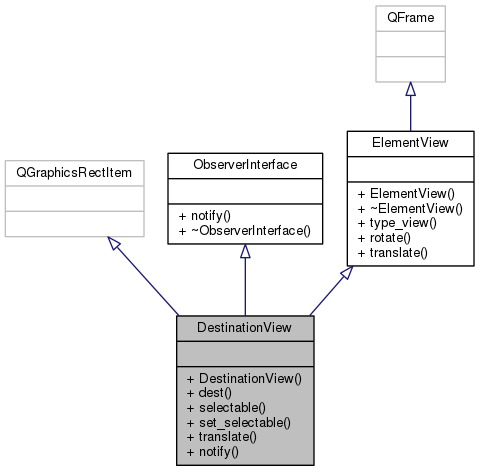 QFrame
ElementView
+ ElementView()
+ ~ElementView()
+ type_view()
+ rotate()
+ translate()
ObserverInterface
+ notify()
+ ~ObserverInterface()
QGraphicsRectItem
DestinationView
+ DestinationView()
+ dest()
+ selectable()
+ set_selectable()
+ translate()
+ notify()